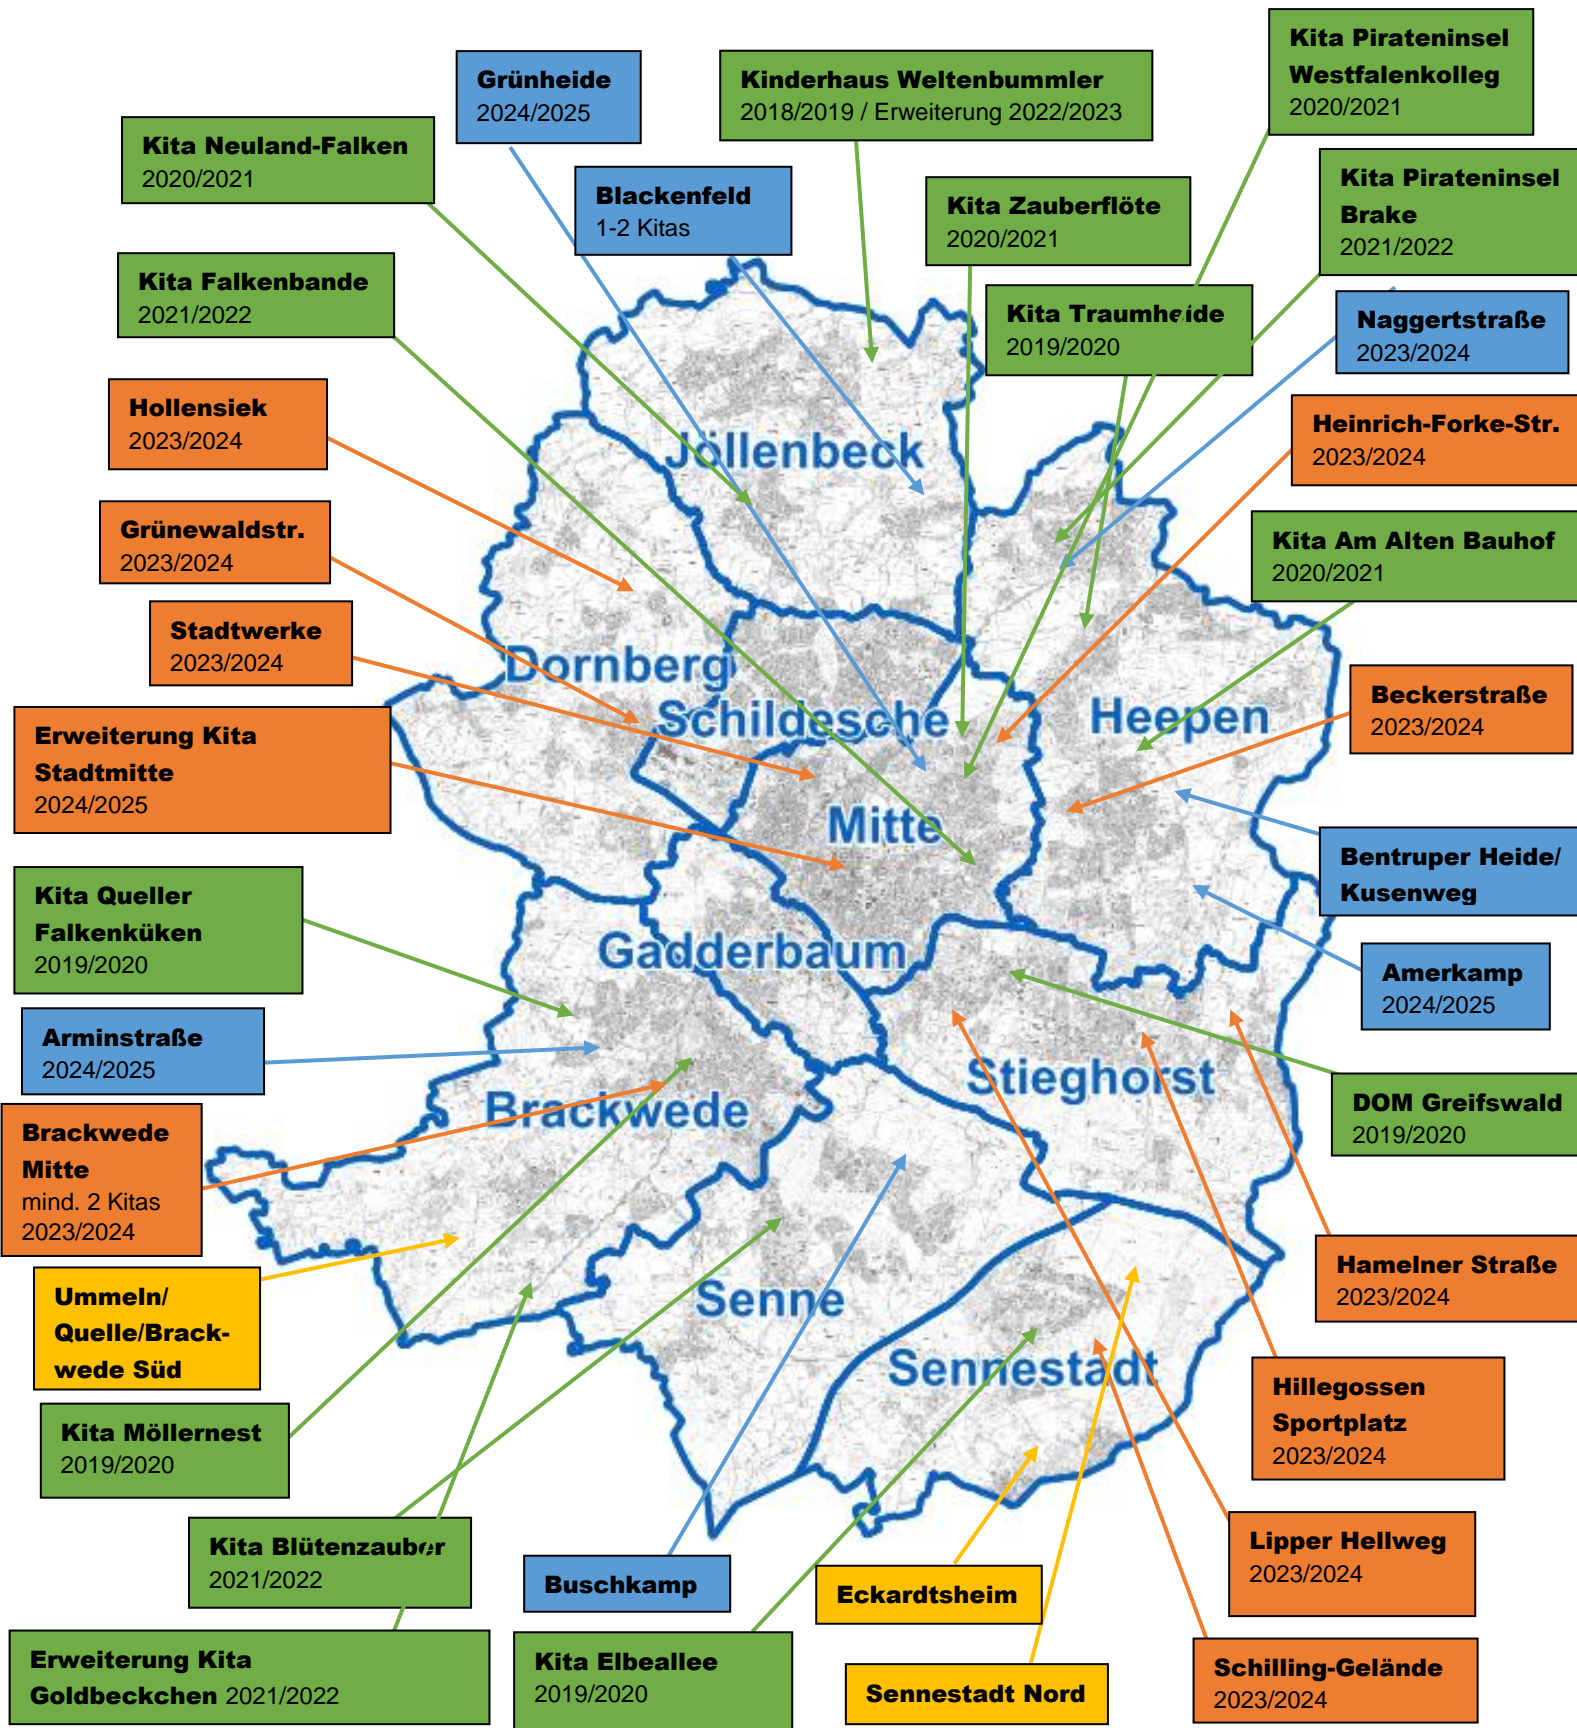 Kita Pirateninsel
Westfalenkolleg
2020/2021
Grünheide
2024/2025
Kinderhaus Weltenbummler
2018/2019 / Erweiterung 2022/2023
Kita Neuland-Falken
2020/2021
Blackenfeld
1-2 Kitas
Kita Zauberflöte
2020/2021
Kita Pirateninsel
Brake
2021/2022
Kita Falkenbande
2021/2022
Kita Traumheide
2019/2020
Naggertstraße
2023/2024
Hollensiek
2023/2024
Heinrich-Forke-Str.
2023/2024
Jöllenbeck
Grünewaldstr.
2023/2024
Kita Am Alten Bauhof
2020/2021
Stadtwerke
2023/2024
Dornberg
Schildesche
Heepen
Beckerstraße
2023/2024
Erweiterung Kita
Stadtmitte
2024/2025
Mitte
Bentruper Heide/
Kusenweg
Kita Queller
Falkenküken
2019/2020
Gadderbaum
Amerkamp
2024/2025
Arminstraße
2024/2025
Stieghorst
Brackwede
DOM Greifswald
2019/2020
Brackwede
Mitte
mind. 2 Kitas
2023/2024
Hamelner Straße
2023/2024
Ummeln/
Quelle/Brack-
wede Süd
Senne
Sennestadt
Hillegossen
Sportplatz
2023/2024
Kita Möllernest
2019/2020
Lipper Hellweg
2023/2024
Kita Blütenzauber
2021/2022
Buschkamp
Eckardtsheim
Erweiterung Kita
Goldbeckchen 2021/2022
Kita Elbeallee
2019/2020
Sennestadt Nord
Schilling-Gelände
2023/2024